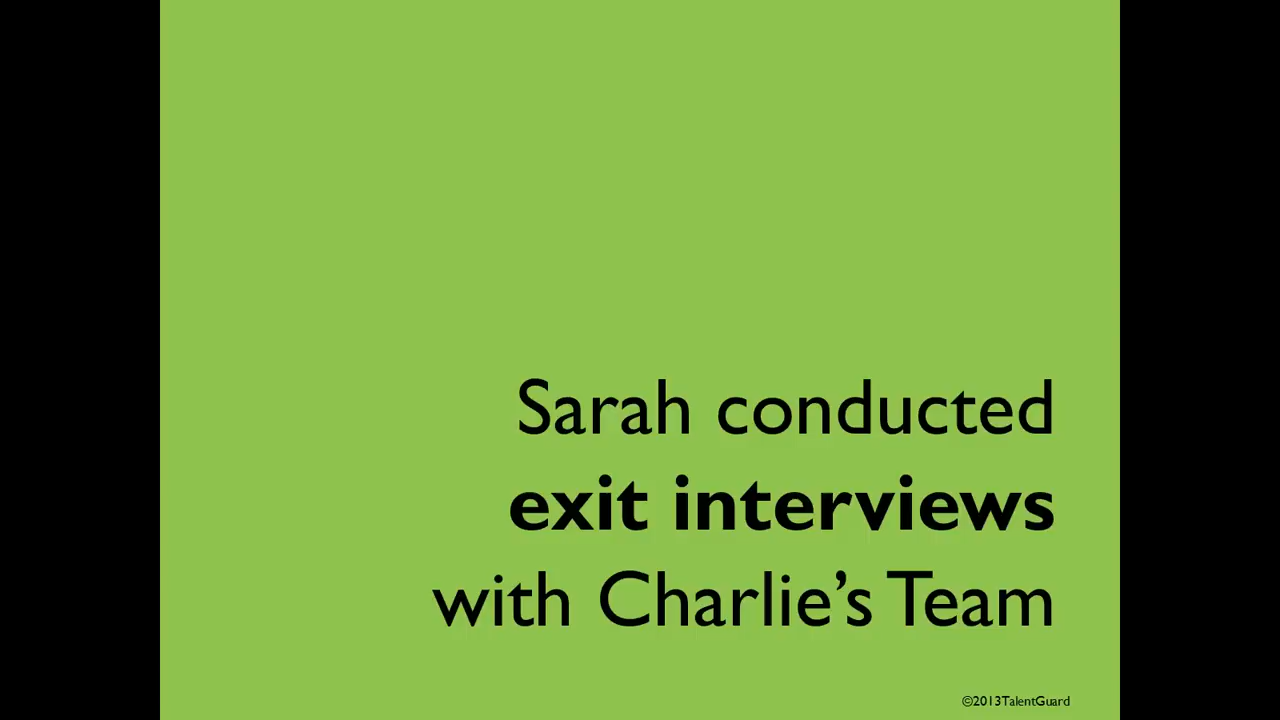 Sarah conducted
exit interviews
with Charlie’s Team
©2013TalentGuard